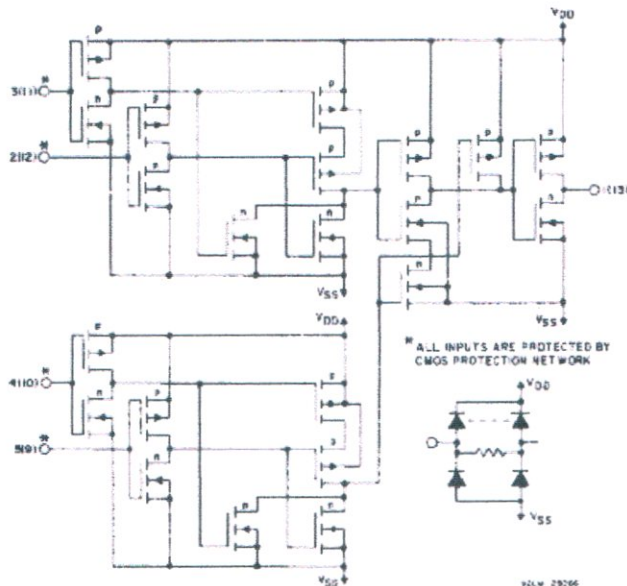 VDD
P
3(11)
*
n
P
P
2(12)
*
P
P
P
P
P
n
1(13)
n
n
n
n
VSS
VSS
VDD
* ALL INPUTS ARE PROTECTED BY
CMOS PROTECTION NETWORK
P
4(10)
*
n
P
P
VDD
5(9)
*
n
n
n
VSS
VSS